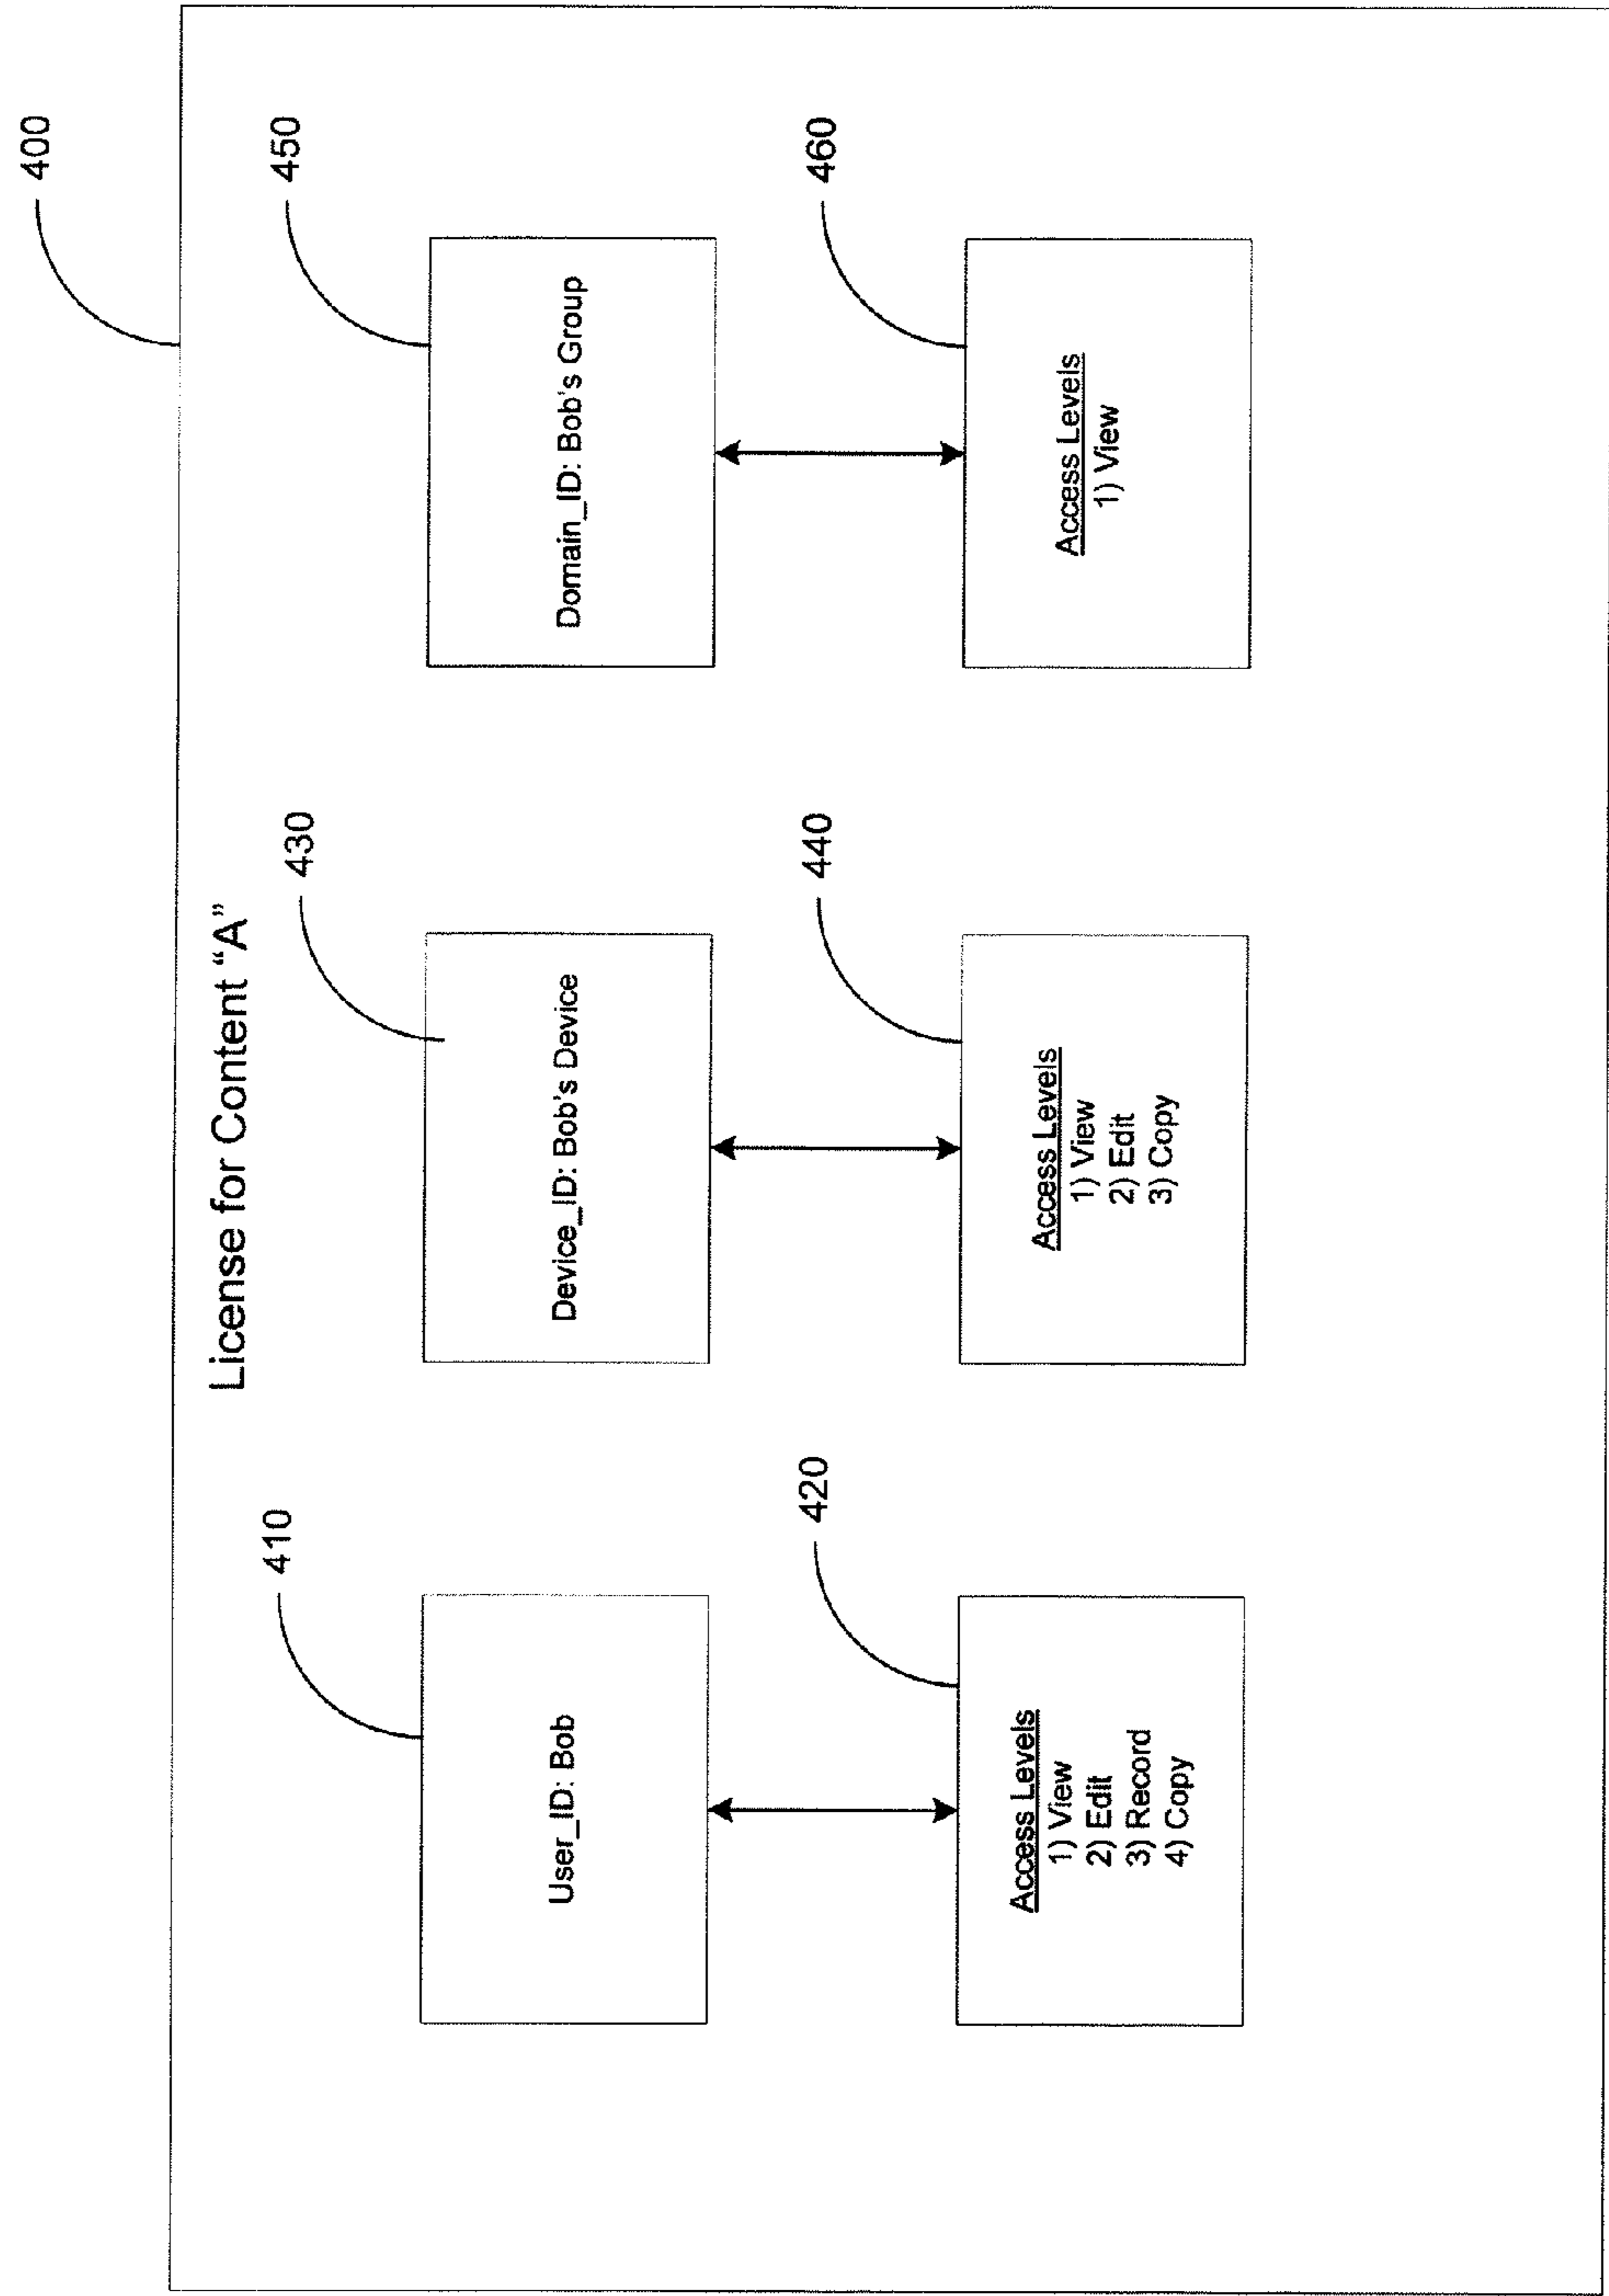 400
License for Content “A”
410
430
450
User_ID: Bob
Device_ID: Bob's Device
Domain_ID: Bob's Group
420
440
460
Access Levels
1) View
2) Edit
3) Record
4) Copy
Access Levels
1) View
2) Edit
3) Copy
Access Levels
1) View